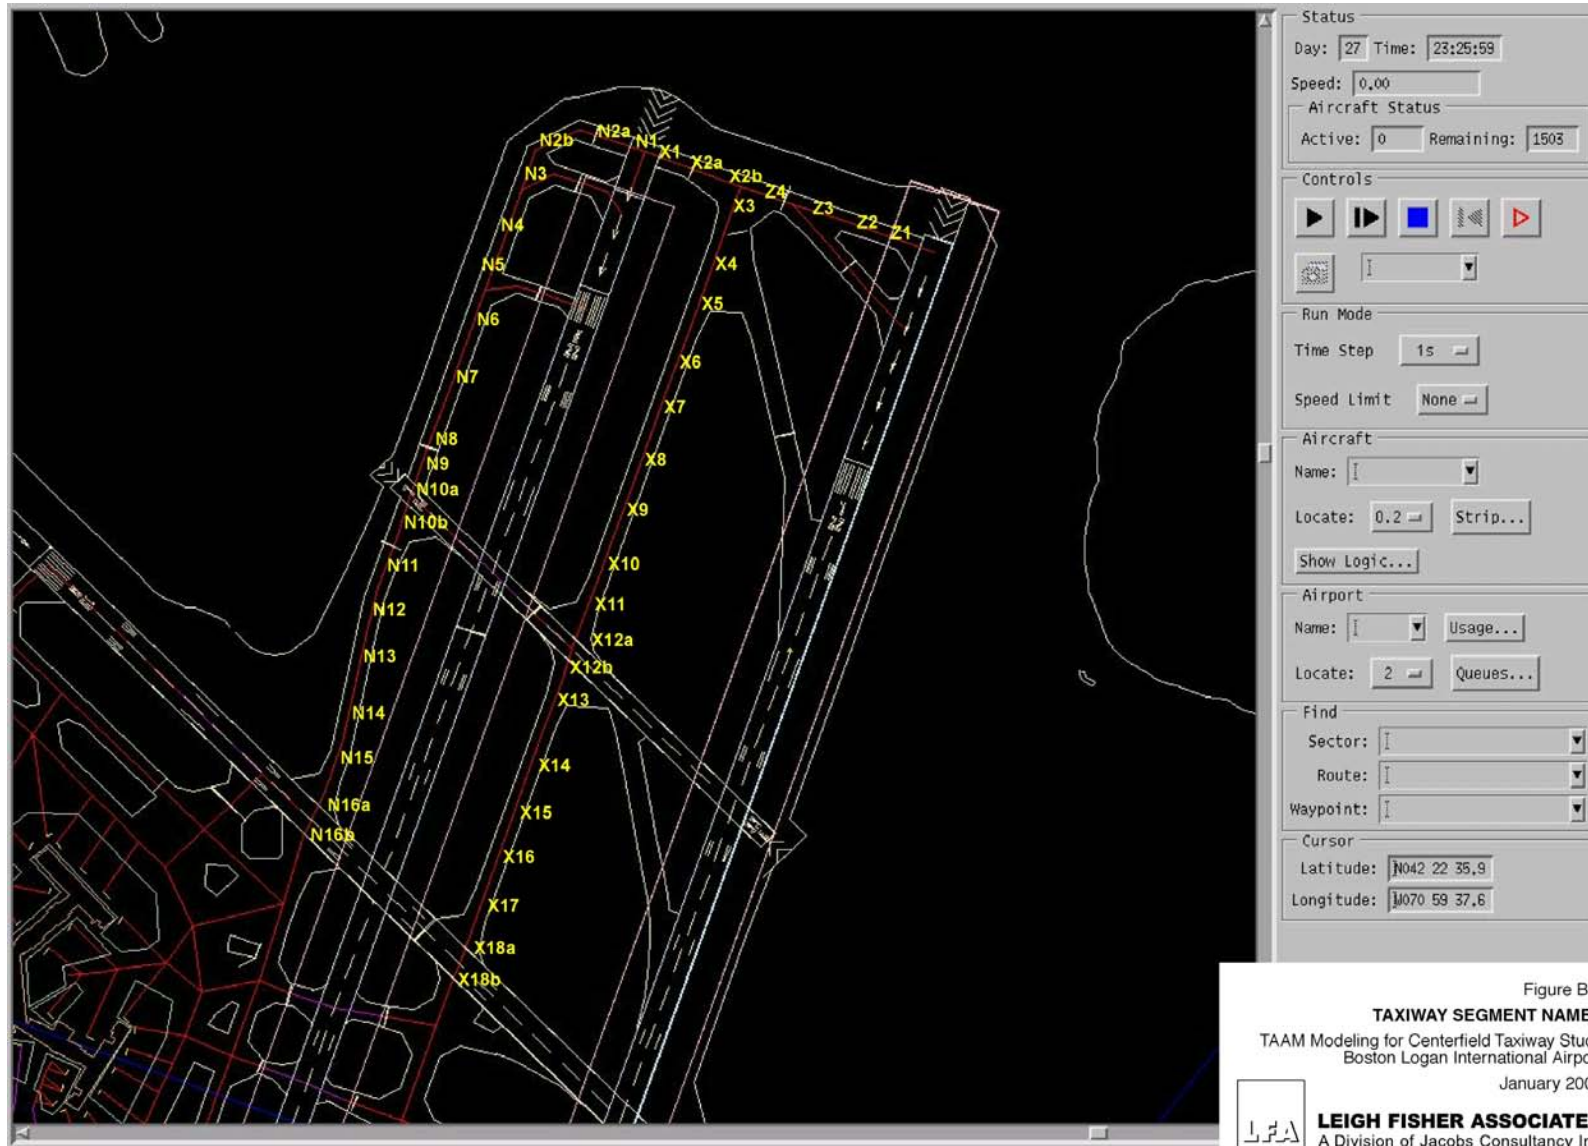 N2a
N2b
N1
X1
X2a
X2b
Z4
Z3
Z2
Z1
N3
X3
N4
N5
X4
N6
X5
N7
X6
X7
N8
X8
N9
N10a
N10b
X9
N11
X10
N12
X11
X12a
N13
X12b
X13
N14
N15
X14
N16a
X15
N16b
X16
X17
X18a
X18b
Status
Day: 27 Time: 23:25:59
Speed: 0.00
Aircraft Status
Active: 0 Remaining: 1503
Controls
Run Mode
Time Step 1s
Speed Limit None
Aircraft
Name:
Locate: 0.2 Strip...
Show Logic...
Airport
Name: Usage...
Locate: 2 Queues...
Find
Sector:
Route:
Waypoint:
Cursor
Latitude: N042 22 35.9
Longitude: W070 59 37.6
Figure B
TAXIWAY SEGMENT NAME
TAAM Modeling for Centerfield Taxiway Stud
Boston Logan International Airpo
January 200
LFA
LEIGH FISHER ASSOCIATE
A Division of Jacobs Consultancy In